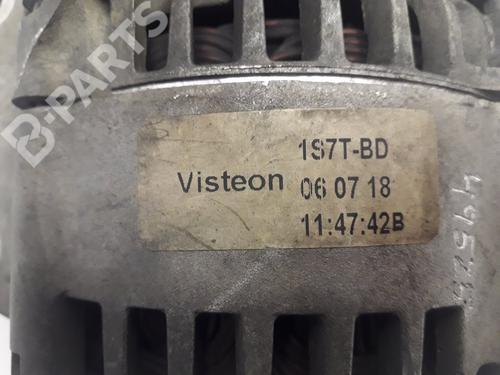 B-PARTS
1S7T-BD
Visteon
06 07 18
11:47:42B